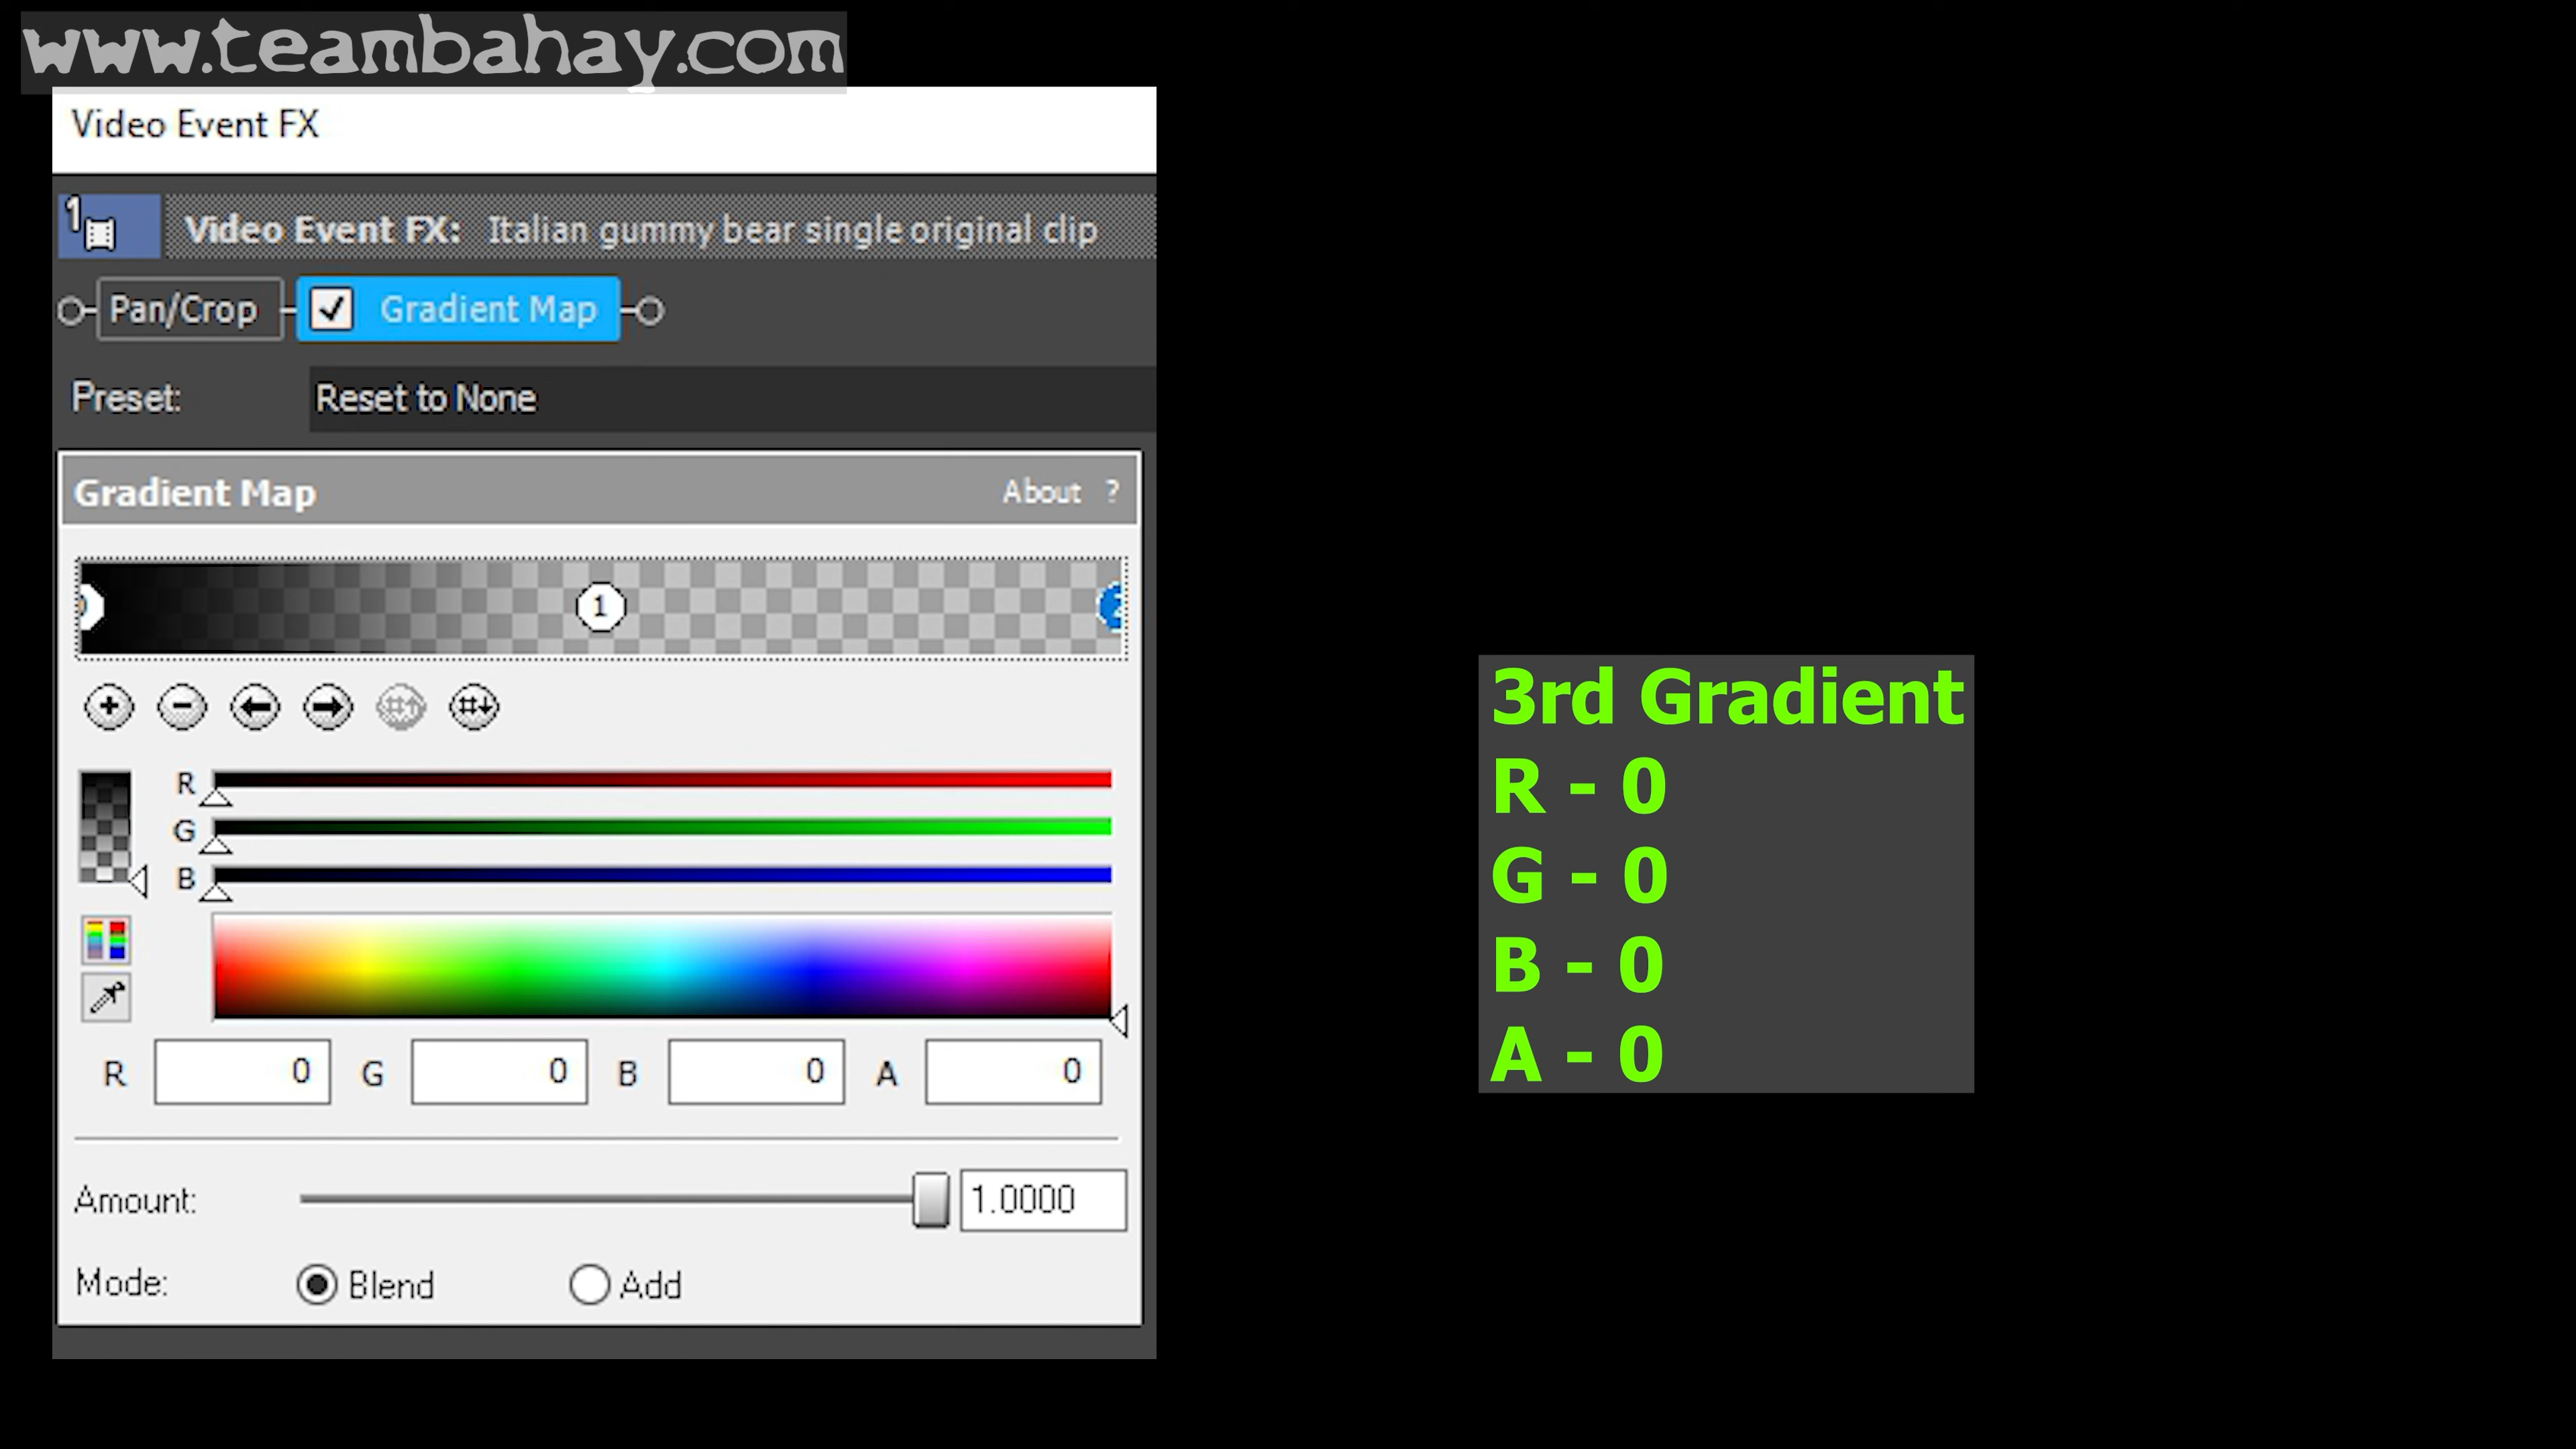 www.teambahay.com
Video Event FX
1
Video Event FX: Italian gummy bear single original clip
Pan/Crop Gradient Map
Preset: Reset to None
Gradient Map About ?
1
R
G
B
R 0 G 0 B 0 A 0
Amount: 1.0000
Mode: Blend Add
3rd Gradient
R - 0
G - 0
B - 0
A - 0